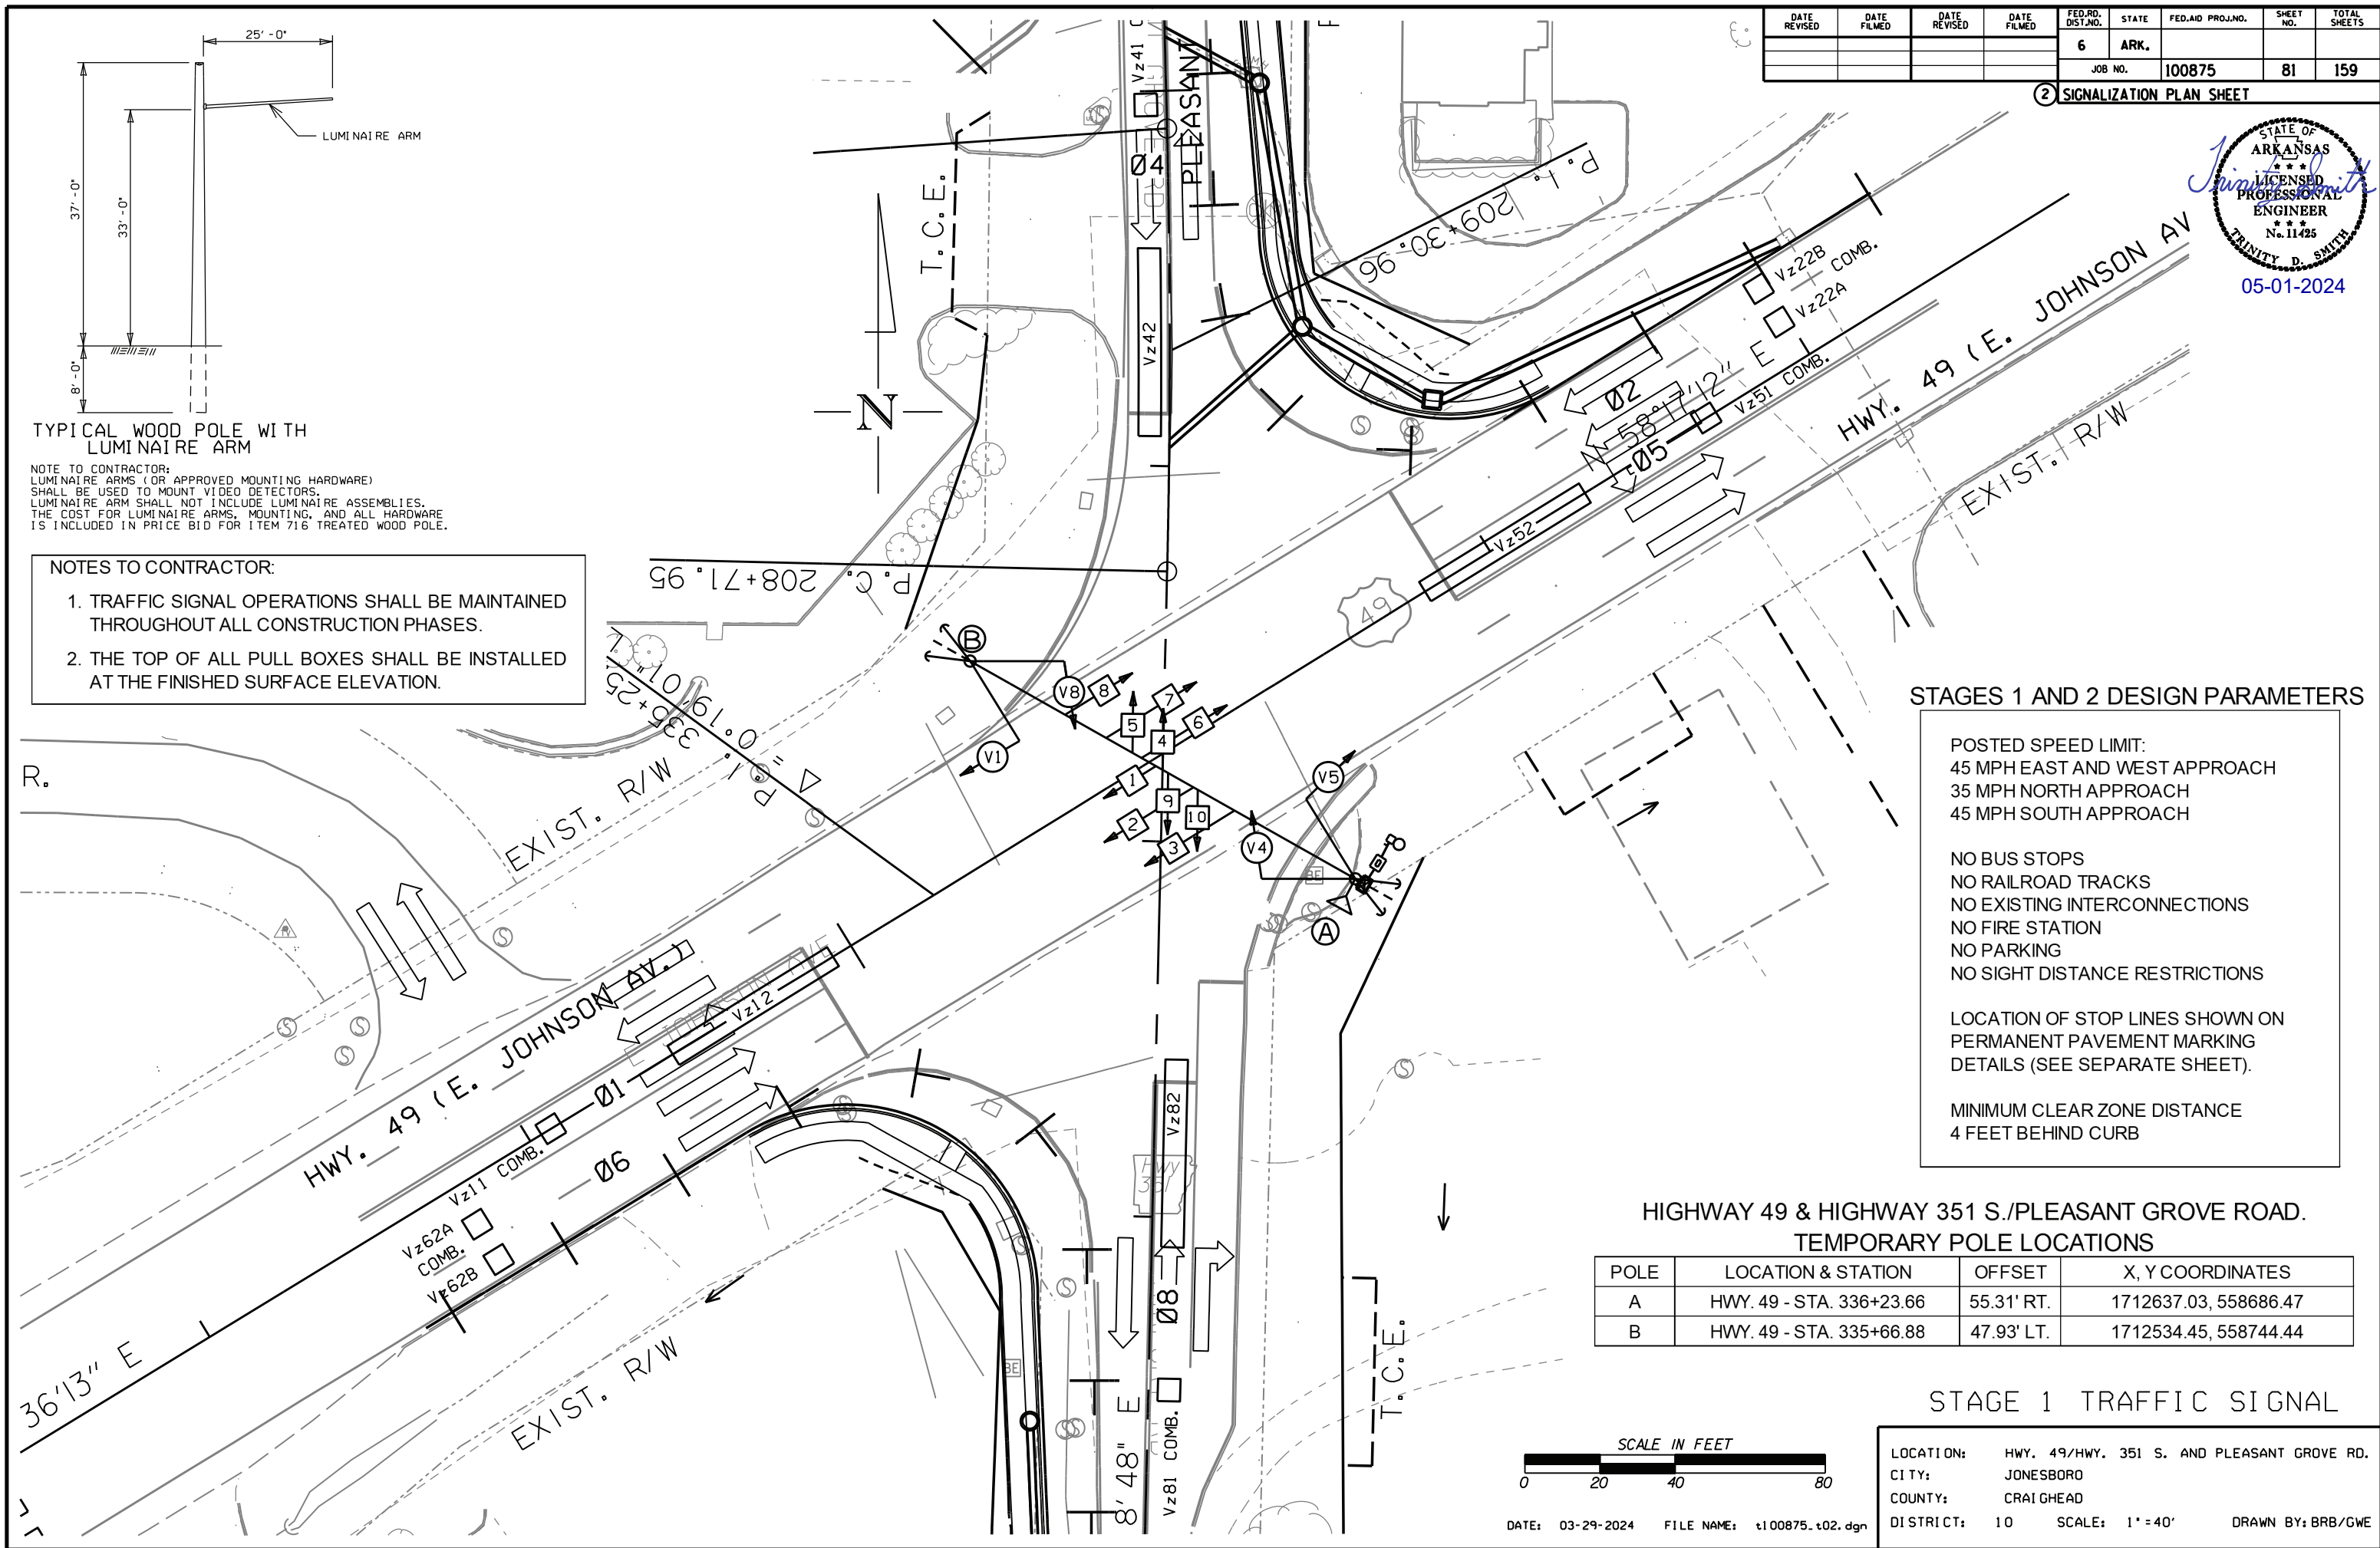 DATE REVISED
DATE FILMED
DATE REVISED
DATE FILMED
FED.RD. DIST.NO.
STATE
FED.AID PROJ.NO.
SHEET NO.
TOTAL SHEETS
6
ARK.
JOB NO.
100875
81
159
2 SIGNALIZATION PLAN SHEET
STATE OF
ARKANSAS
★ ★ ★
LICENSED
PROFESSIONAL
ENGINEER
★ ★ ★
No. 11425
TRINITY D. SMITH
Trinity Smith
05-01-2024
25'-0"
37'-0"
33'-0"
8'-0"
LUMINAIRE ARM
TYPICAL WOOD POLE WITH
LUMINAIRE ARM
NOTE TO CONTRACTOR:
LUMINAIRE ARMS (OR APPROVED MOUNTING HARDWARE)
SHALL BE USED TO MOUNT VIDEO DETECTORS.
LUMINAIRE ARM SHALL NOT INCLUDE LUMINAIRE ASSEMBLIES.
THE COST FOR LUMINAIRE ARMS, MOUNTING, AND ALL HARDWARE
IS INCLUDED IN PRICE BID FOR ITEM 716 TREATED WOOD POLE.
NOTES TO CONTRACTOR:
1. TRAFFIC SIGNAL OPERATIONS SHALL BE MAINTAINED
THROUGHOUT ALL CONSTRUCTION PHASES.
2. THE TOP OF ALL PULL BOXES SHALL BE INSTALLED
AT THE FINISHED SURFACE ELEVATION.
Vz41
PLEASANT
Ø4
T.C.E.
Vz42
N
P.I. 209+30.96
P.C. 208+71.95
Vz22B
Vz22A COMB.
Ø2
N 58°17'12" E
Vz51 COMB.
Ø5
Vz52
HWY. 49 (E. JOHNSON AV
EXIST. R/W
49
B
V8
8
7
5
6
4
V1
1
9
2
10
3
V5
V4
BE
A
R.
EXIST. R/W
P.I. 335+25
HWY. 49 (E. JOHNSON AV.)
Vz12
Ø1
Vz11 COMB.
Ø6
Vz62A
COMB.
Vz62B
36'13" E
EXIST. R/W
BE
Vz82
Ø8
8'48" E
Vz81 COMB.
T.C.E.
STAGES 1 AND 2 DESIGN PARAMETERS
POSTED SPEED LIMIT:
45 MPH EAST AND WEST APPROACH
35 MPH NORTH APPROACH
45 MPH SOUTH APPROACH
NO BUS STOPS
NO RAILROAD TRACKS
NO EXISTING INTERCONNECTIONS
NO FIRE STATION
NO PARKING
NO SIGHT DISTANCE RESTRICTIONS
LOCATION OF STOP LINES SHOWN ON
PERMANENT PAVEMENT MARKING
DETAILS (SEE SEPARATE SHEET).
MINIMUM CLEAR ZONE DISTANCE
4 FEET BEHIND CURB
HIGHWAY 49 & HIGHWAY 351 S./PLEASANT GROVE ROAD.
TEMPORARY POLE LOCATIONS
POLE LOCATION & STATION OFFSET X, Y COORDINATES
A HWY. 49 - STA. 336+23.66 55.31' RT. 1712637.03, 558686.47
B HWY. 49 - STA. 335+66.88 47.93' LT. 1712534.45, 558744.44
STAGE 1 TRAFFIC SIGNAL
SCALE IN FEET
0 20 40 80
DATE: 03-29-2024 FILE NAME: t100875_t02.dgn
LOCATION: HWY. 49/HWY. 351 S. AND PLEASANT GROVE RD.
CITY: JONESBORO
COUNTY: CRAIGHEAD
DISTRICT: 10 SCALE: 1"=40' DRAWN BY: BRB/GWE